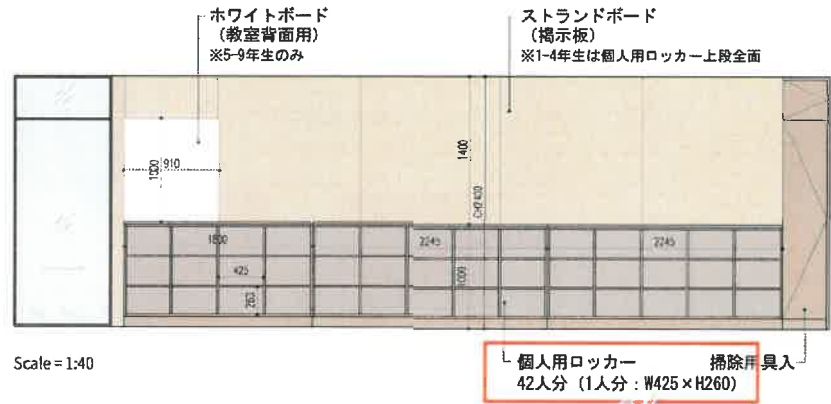 ホワイトボード
（教室背面用）
※5-9年生のみ
ストランドボード
（掲示板）
※1-4年生は個人用ロッカー上段全面
1000
910
1400
CH2400
1800
2245
2245
425
260
1000
Scale = 1:40
個人用ロッカー
42人分（1人分：W425×H260）
掃除用具入